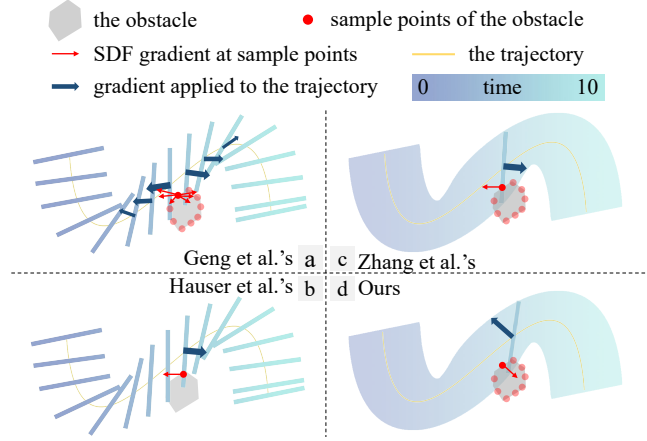 the obstacle
sample points of the obstacle
SDF gradient at sample points
the trajectory
gradient applied to the trajectory
0 time 10
Geng et al.'s a c Zhang et al.'s
Hauser et al.'s b d Ours